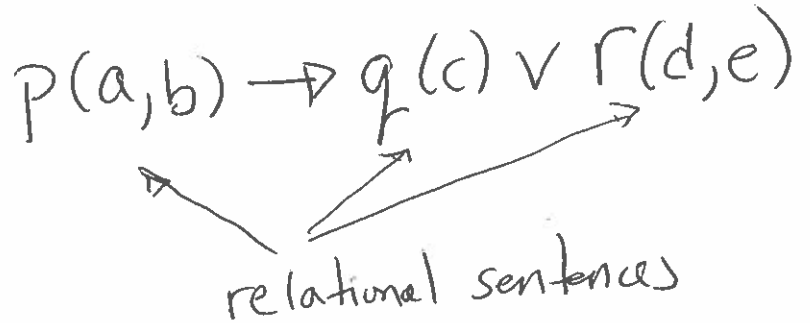 p(a,b) → q(c) ∨ r(d,e)
relational sentences